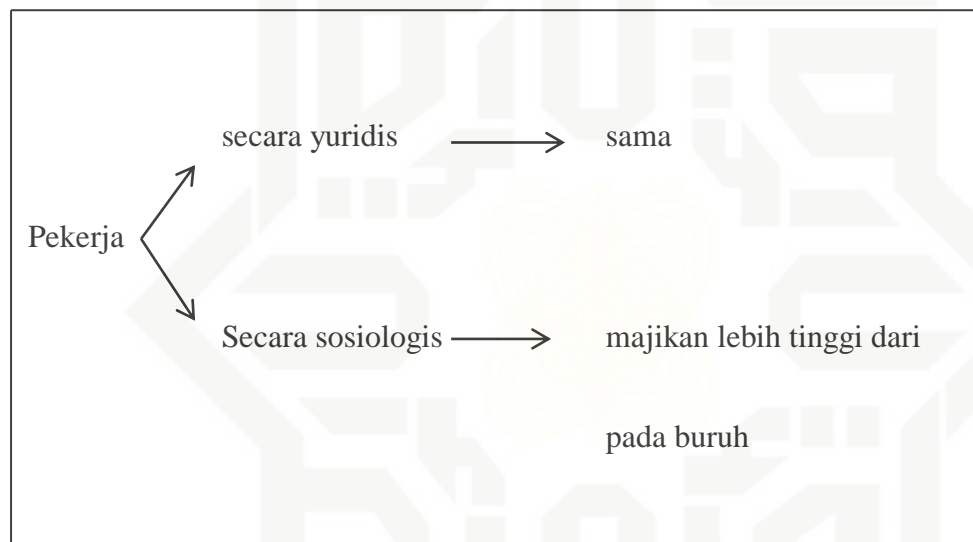 secara yuridis sama
Pekerja
Secara sosiologis majikan lebih tinggi dari
pada buruh